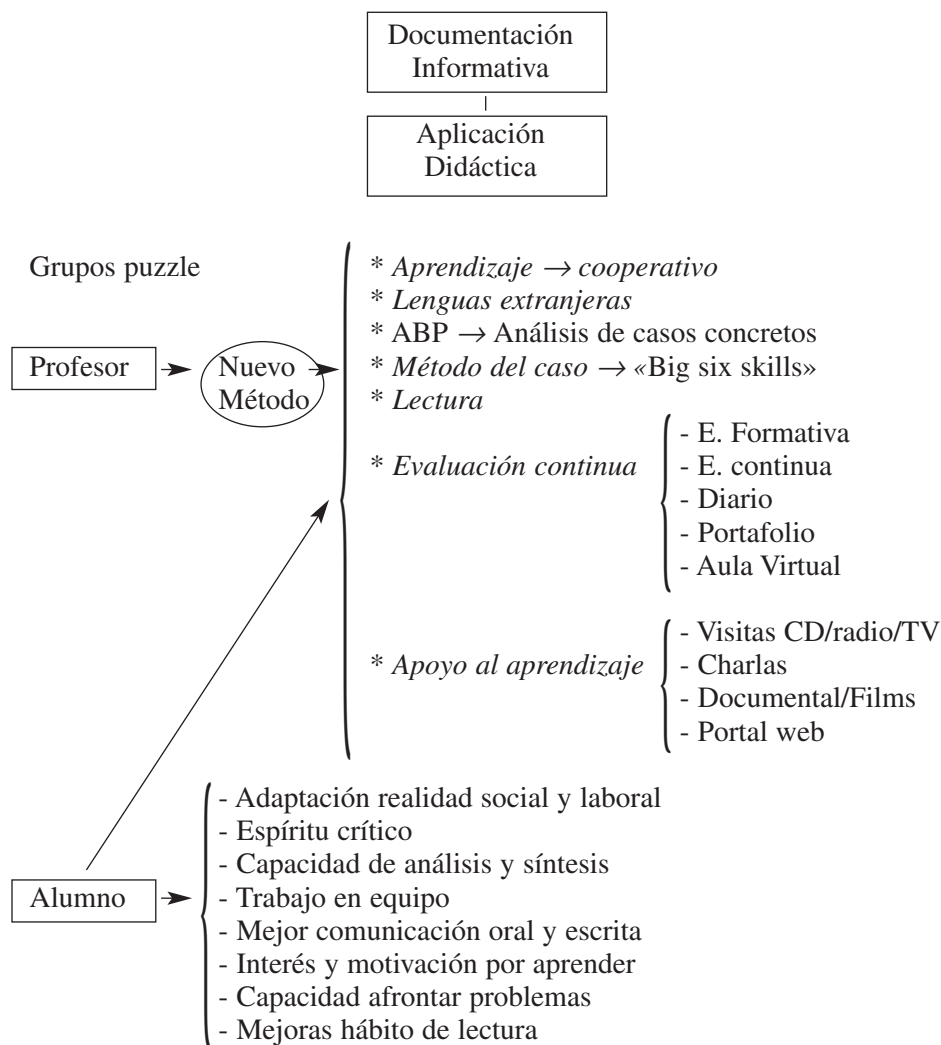 Documentación
Informativa
Aplicación
Didáctica
Grupos puzzle
* Aprendizaje → cooperativo
* Lenguas extranjeras
* ABP → Análisis de casos concretos
Profesor
Nuevo
Método
* Método del caso → «Big six skills»
* Lectura
* Evaluación continua
- E. Formativa
- E. continua
- Diario
- Portafolio
- Aula Virtual
* Apoyo al aprendizaje
- Visitas CD/radio/TV
- Charlas
- Documental/Films
- Portal web
Alumno
- Adaptación realidad social y laboral
- Espíritu crítico
- Capacidad de análisis y síntesis
- Trabajo en equipo
- Mejor comunicación oral y escrita
- Interés y motivación por aprender
- Capacidad afrontar problemas
- Mejoras hábito de lectura